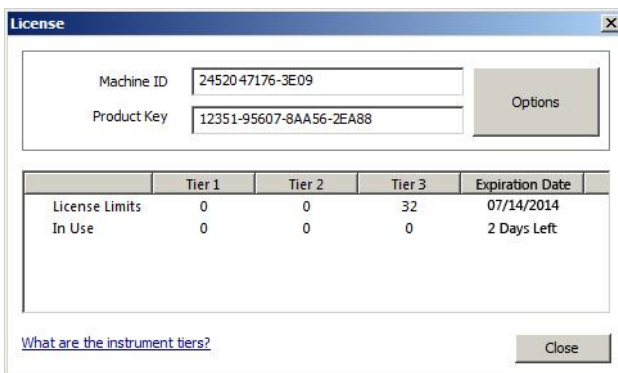 License
Machine ID 2452047176-3E09
Product Key 12351-95607-8AA56-2EA88
Options
Tier 1 Tier 2 Tier 3 Expiration Date
License Limits 0 0 32 07/14/2014
In Use 0 0 0 2 Days Left
What are the instrument tiers?
Close